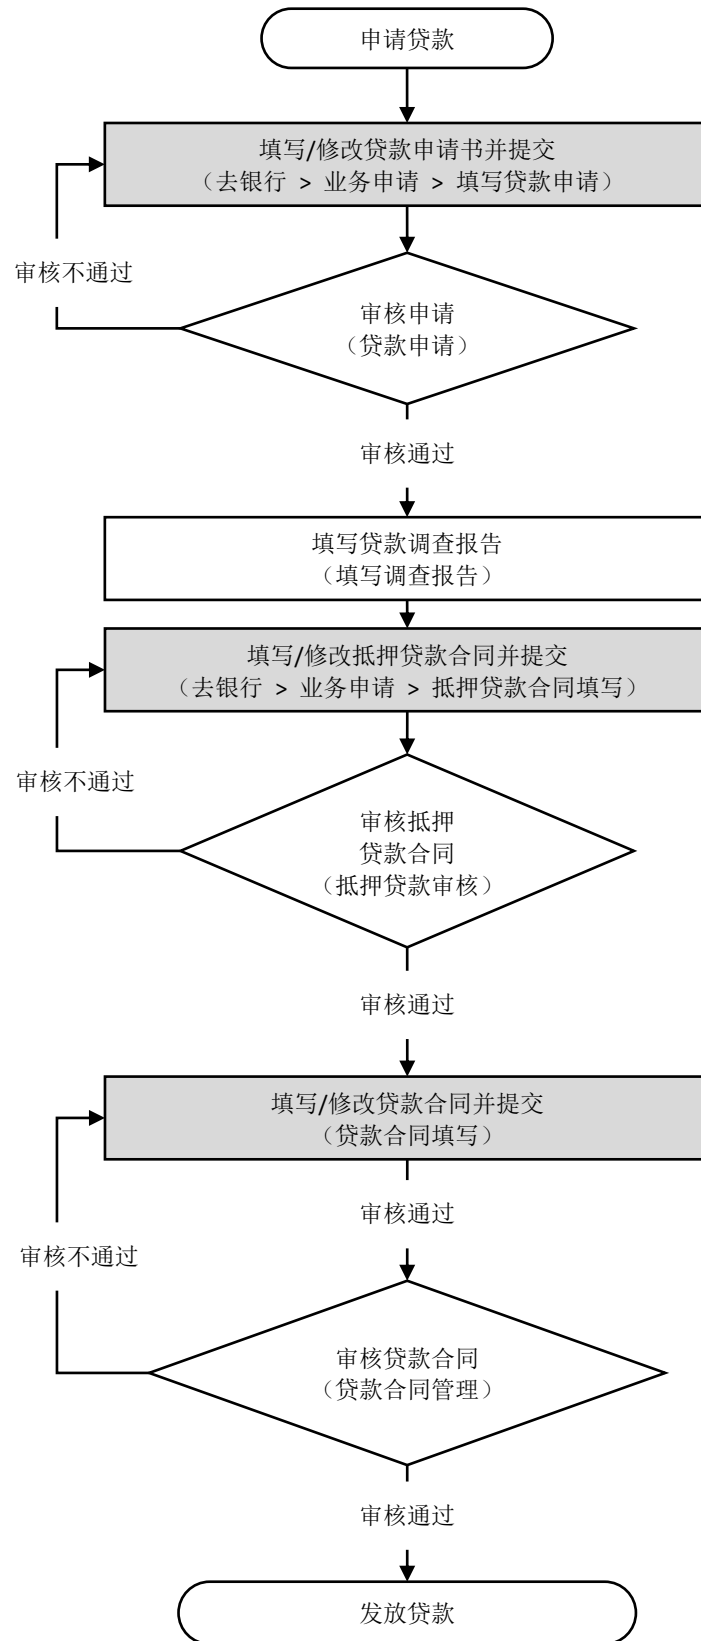 申请贷款
填写/修改贷款申请书并提交
（去银行 > 业务申请 > 填写贷款申请）
审核不通过
审核申请
（贷款申请）
审核通过
填写贷款调查报告
（填写调查报告）
填写/修改抵押贷款合同并提交
（去银行 > 业务申请 > 抵押贷款合同填写）
审核不通过
审核抵押
贷款合同
（抵押贷款审核）
审核通过
填写/修改贷款合同并提交
（贷款合同填写）
审核通过
审核不通过
审核贷款合同
（贷款合同管理）
审核通过
发放贷款